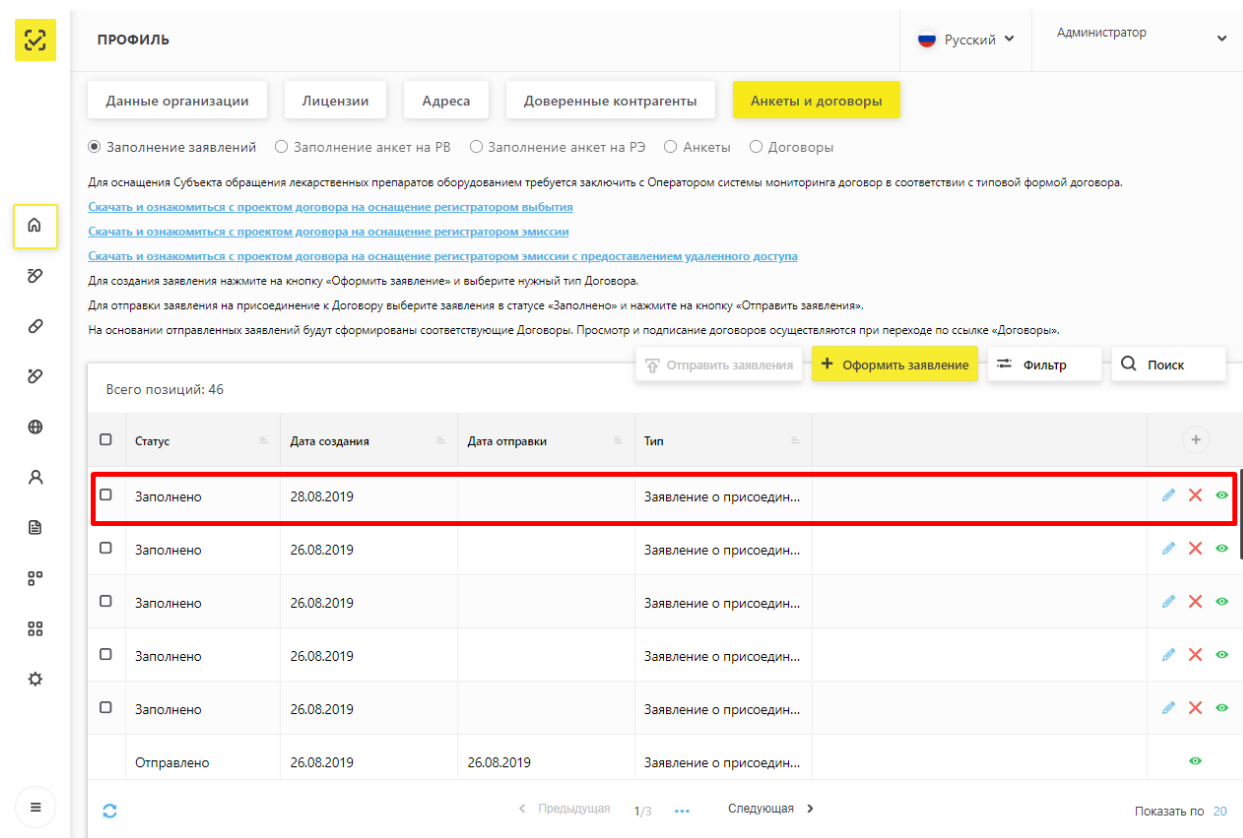 ПРОФИЛЬ
Русский
Администратор
Данные организации
Лицензии
Адреса
Доверенные контрагенты
Анкеты и договоры
Заполнение заявлений
Заполнение анкет на РВ
Заполнение анкет на РЭ
Анкеты
Договоры
Для оснащения Субъекта обращения лекарственных препаратов оборудованием требуется заключить с Оператором системы мониторинга договор в соответствии с типовой формой договора.
Скачать и ознакомиться с проектом договора на оснащение регистратором выбытия
Скачать и ознакомиться с проектом договора на оснащение регистратором эмиссии
Скачать и ознакомиться с проектом договора на оснащение регистратором эмиссии с предоставлением удаленного доступа
Для создания заявления нажмите на кнопку «Оформить заявление» и выберите нужный тип Договора.
Для отправки заявления на присоединение к Договору выберите заявления в статусе «Заполнено» и нажмите на кнопку «Отправить заявления».
На основании отправленных заявлений будут сформированы соответствующие Договоры. Просмотр и подписание договоров осуществляются при переходе по ссылке «Договоры».
Отправить заявления
+ Оформить заявление
Фильтр
Поиск
Всего позиций: 46
Статус Дата создания Дата отправки Тип
Заполнено 28.08.2019 Заявление о присоедин...
Заполнено 26.08.2019 Заявление о присоедин...
Заполнено 26.08.2019 Заявление о присоедин...
Заполнено 26.08.2019 Заявление о присоедин...
Заполнено 26.08.2019 Заявление о присоедин...
Отправлено 26.08.2019 26.08.2019 Заявление о присоедин...
Предыдущая 1/3 ••• Следующая
Показать по 20